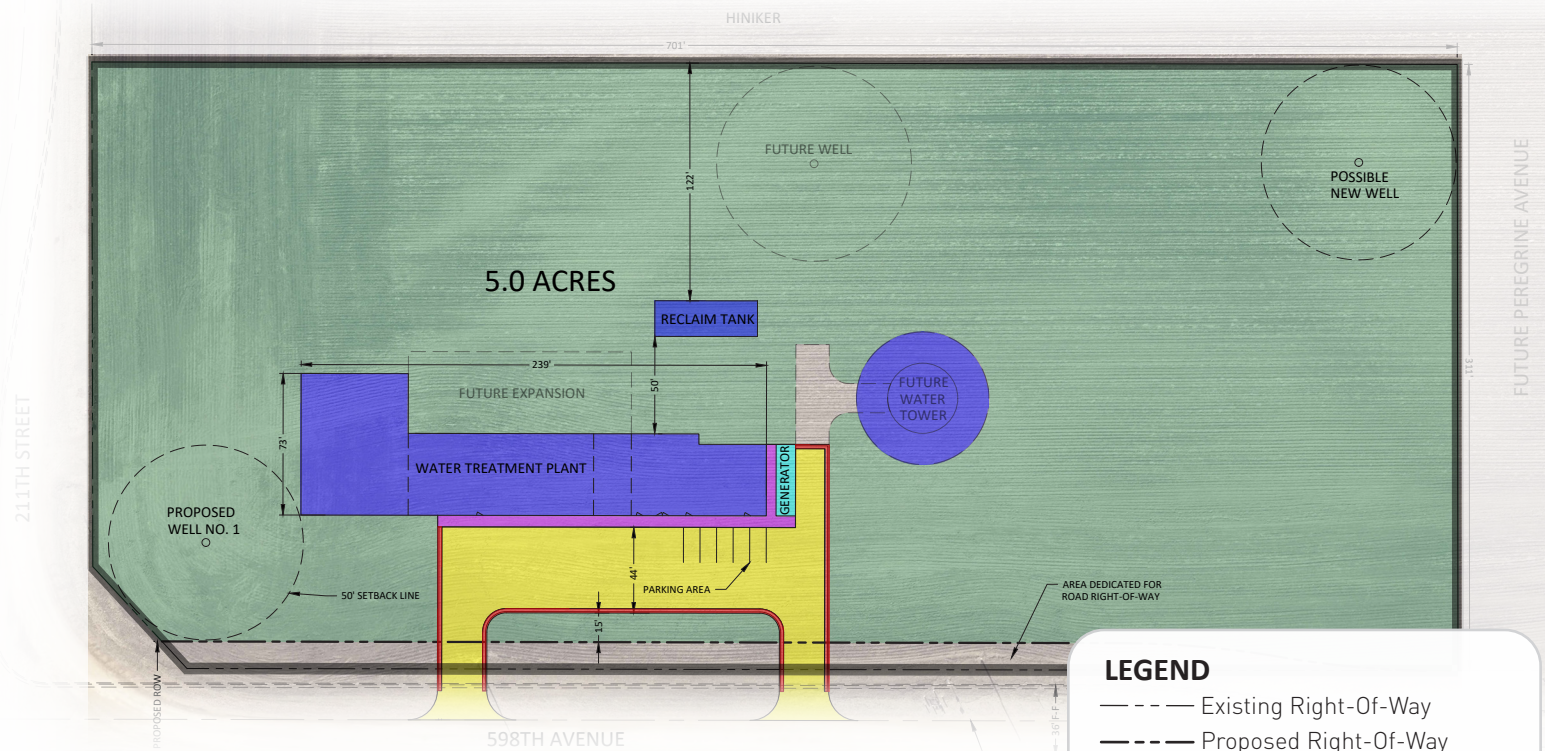 HINIKER
701'
FUTURE WELL
122'
POSSIBLE
NEW WELL
FUTURE PEREGRINE AVENUE
5.0 ACRES
RECLAIM TANK
311'
239'
50'
FUTURE EXPANSION
FUTURE
WATER
TOWER
211TH STREET
73'
WATER TREATMENT PLANT
GENERATOR
PROPOSED
WELL NO. 1
44'
PARKING AREA
50' SETBACK LINE
AREA DEDICATED FOR
ROAD RIGHT-OF-WAY
15'
PROPOSED ROW
36' F-F
598TH AVENUE
LEGEND
Existing Right-Of-Way
Proposed Right-Of-Way